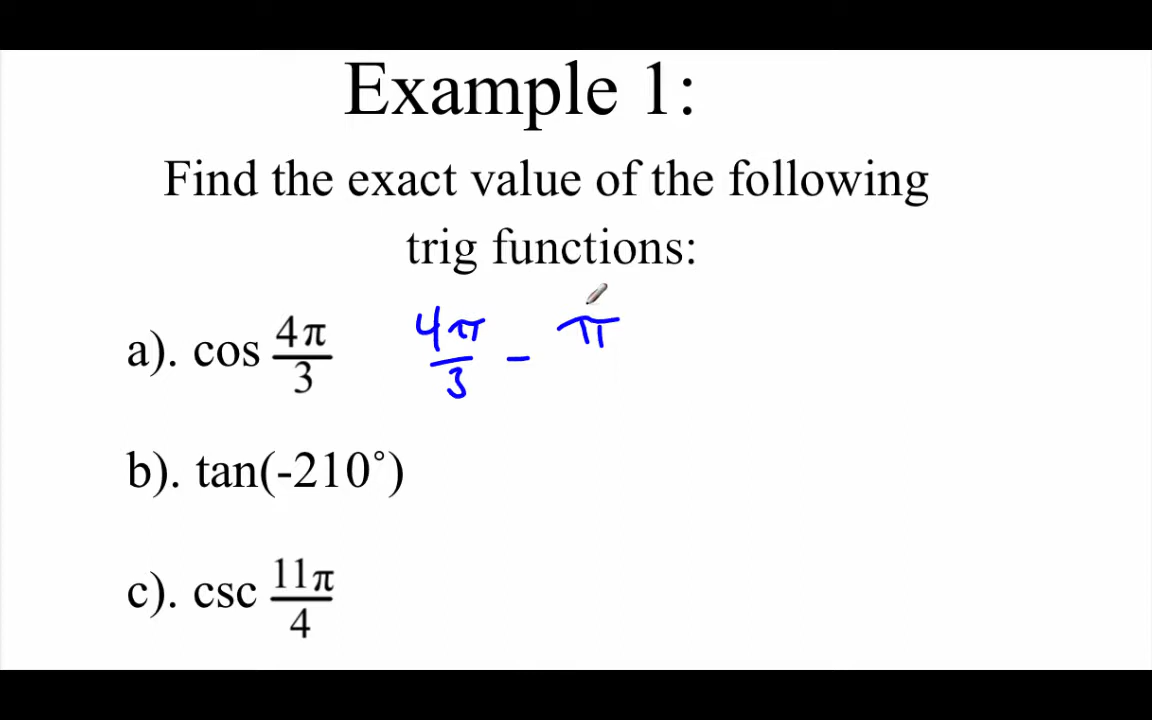 Example 1:
Find the exact value of the following
trig functions:
a). cos 4π/3 4π/3 - π
b). tan(-210°)
c). csc 11π/4